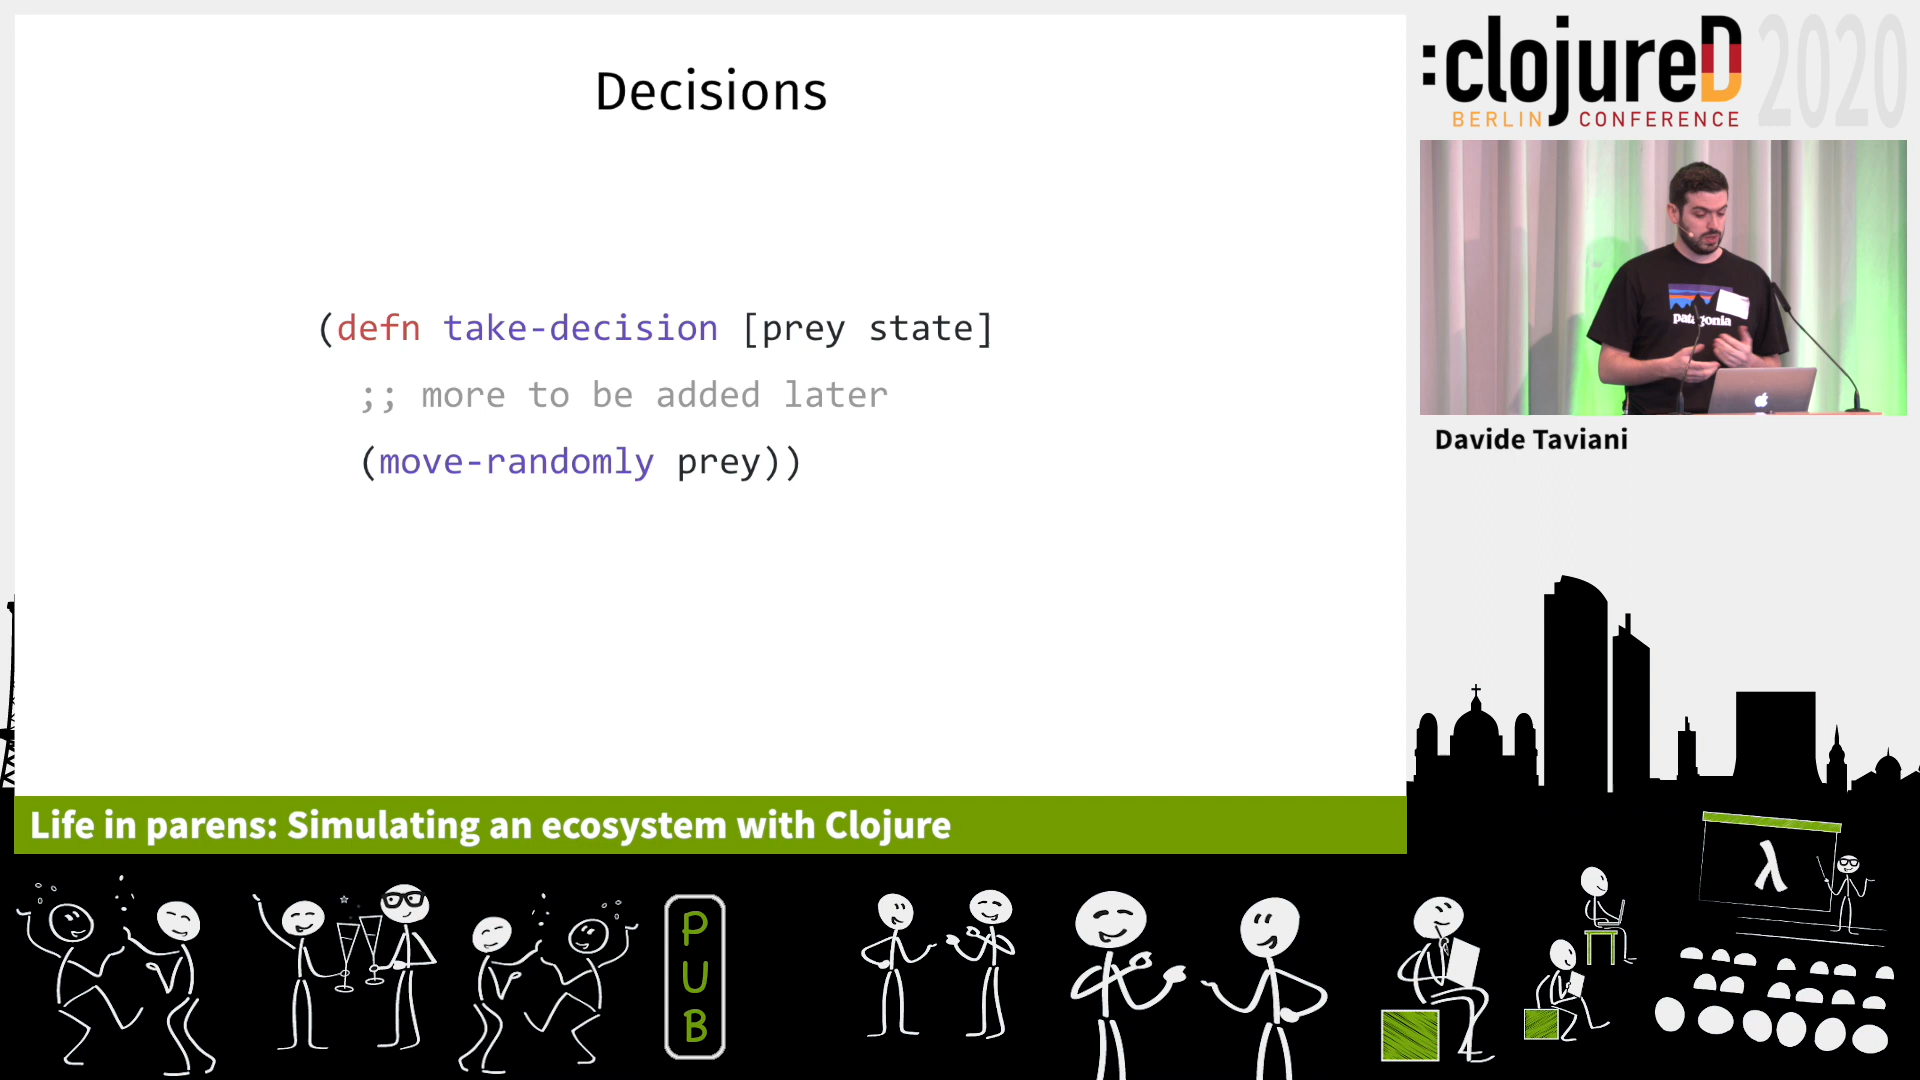 Decisions
(defn take-decision [prey state]
;; more to be added later
(move-randomly prey))
Life in parens: Simulating an ecosystem with Clojure
:clojureD 2020
BERLIN CONFERENCE
patagonia
Davide Taviani
PUB
λ